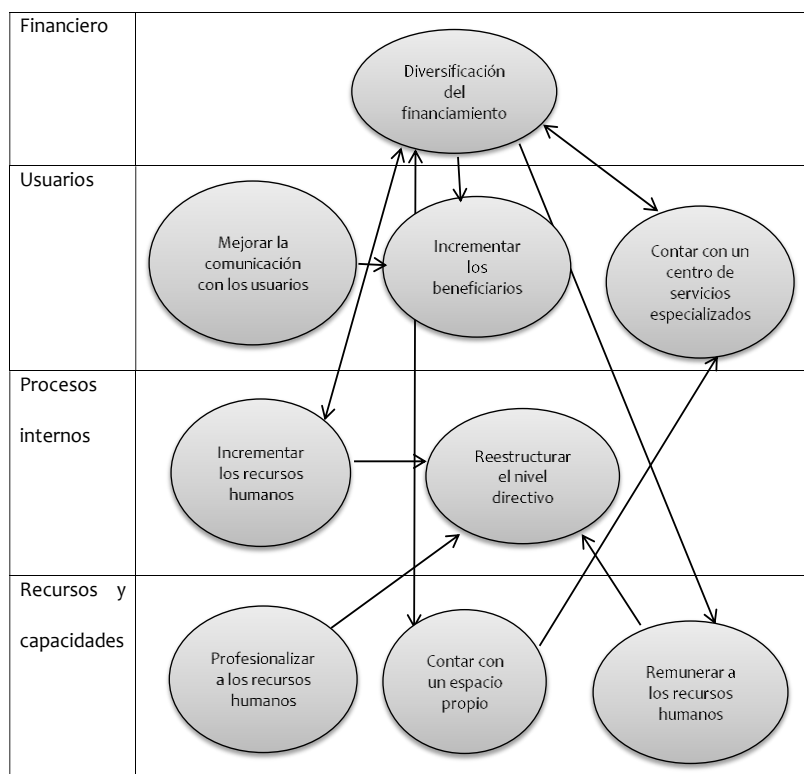 Financiero
Diversificación
del
financiamiento
Usuarios
Mejorar la
comunicación
con los usuarios
Incrementar
los
beneficiarios
Contar con un
centro de
servicios
especializados
Procesos
internos
Incrementar
los recursos
humanos
Reestructurar
el nivel
directivo
Recursos y
capacidades
Profesionalizar
a los recursos
humanos
Contar con
un espacio
propio
Remunerar a
los recursos
humanos